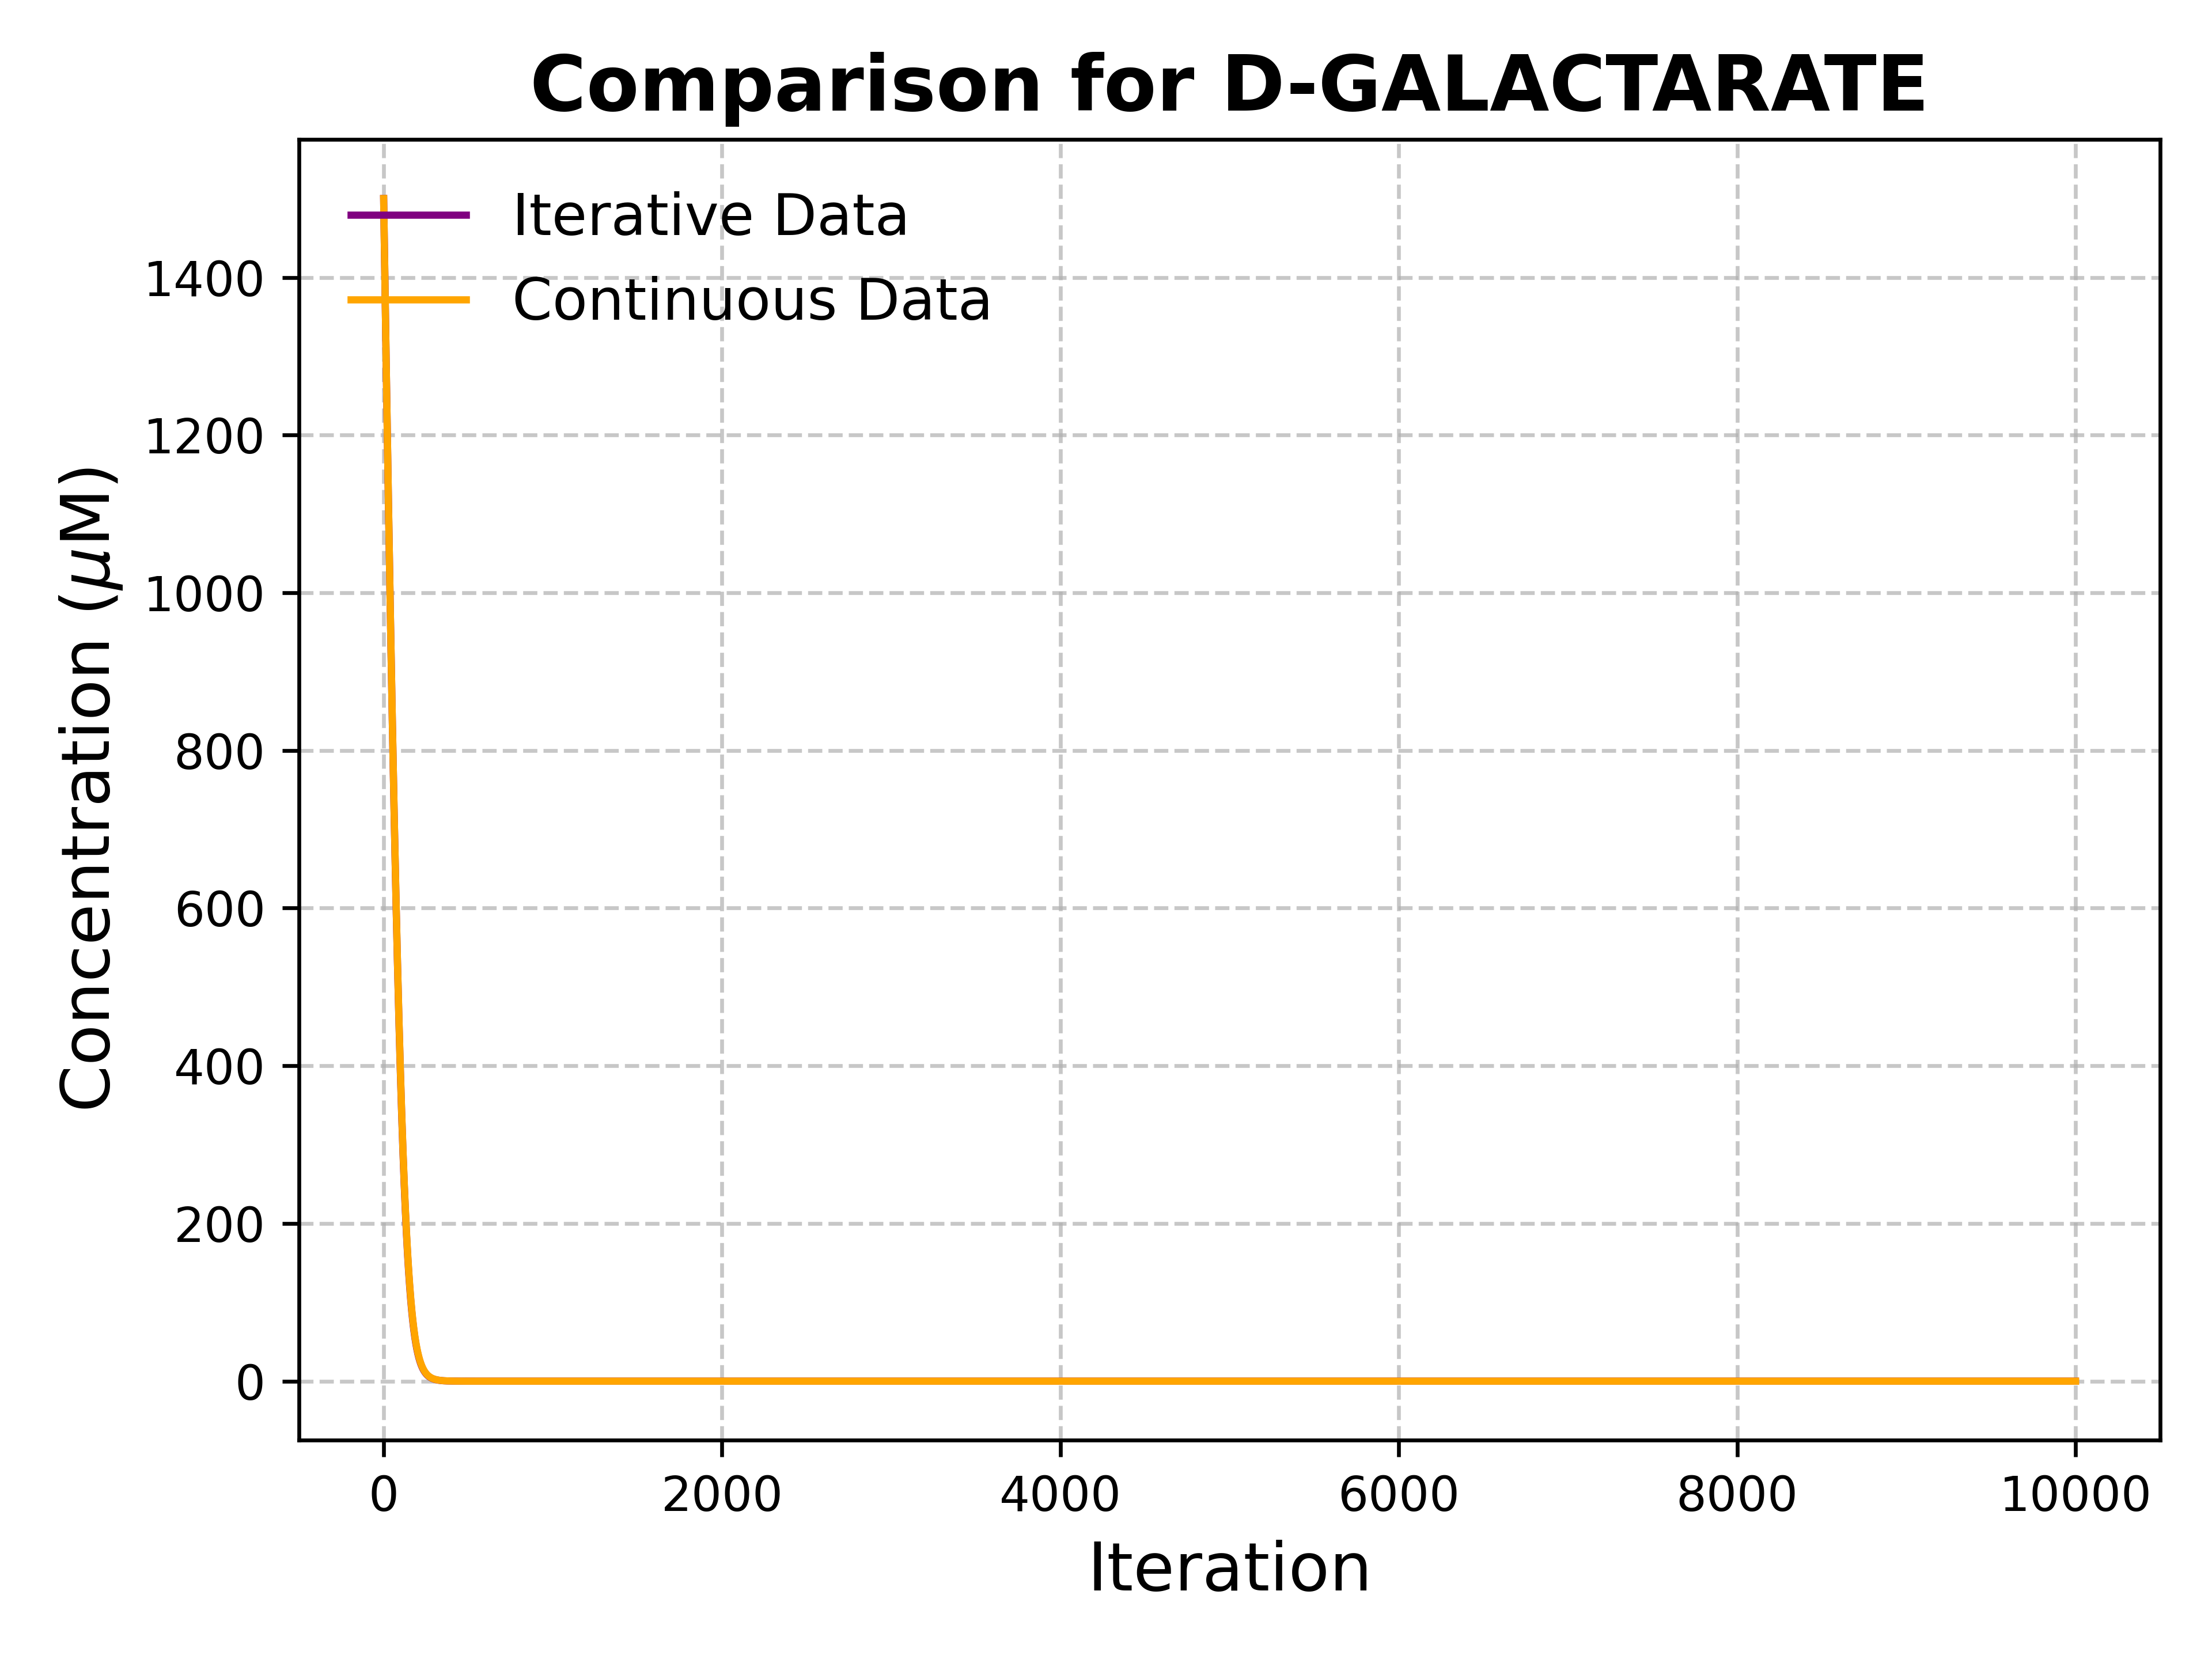 Comparison for D-GALACTARATE
Iterative Data
Continuous Data
Concentration (μM)
1400
1200
1000
800
600
400
200
0
0 2000 4000 6000 8000 10000
Iteration